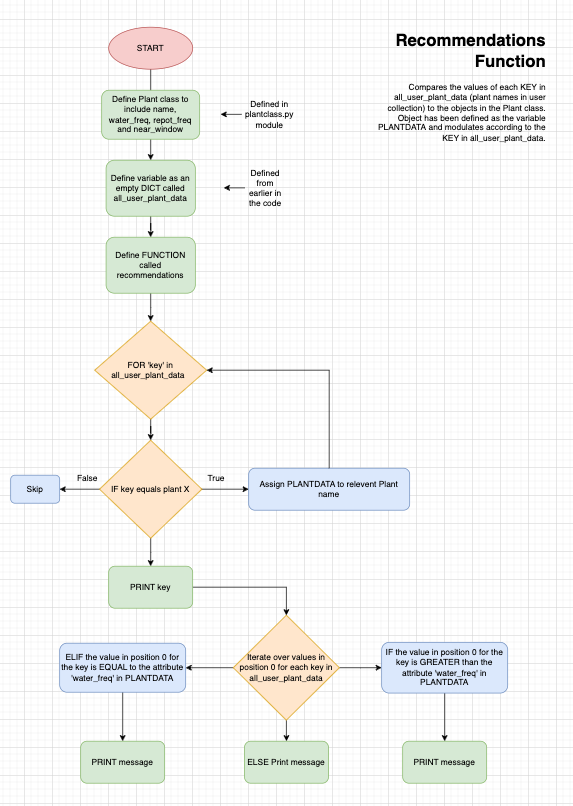 Recommendations
Function
Compares the values of each KEY in
all_user_plant_data (plant names in user
collection) to the objects in the Plant class.
Object has been defined as the variable
PLANTDATA and modulates according to the
KEY in all_user_plant_data.
START
Define Plant class to
include name,
water_freq, repot_freq
and near_window
Defined in
plantclass.py
module
Define variable as an
empty DICT called
all_user_plant_data
Defined
from
earlier in
the code
Define FUNCTION
called
recommendations
FOR 'key' in
all_user_plant_data
False
True
Skip
IF key equals plant X
Assign PLANTDATA to relevent Plant
name
PRINT key
ELIF the value in position 0 for
the key is EQUAL to the attribute
'water_freq' in PLANTDATA
Iterate over values in
position 0 for each key in
all_user_plant_data
IF the value in position 0 for the
key is GREATER than the
attribute 'water_freq' in
PLANTDATA
PRINT message
ELSE Print message
PRINT message